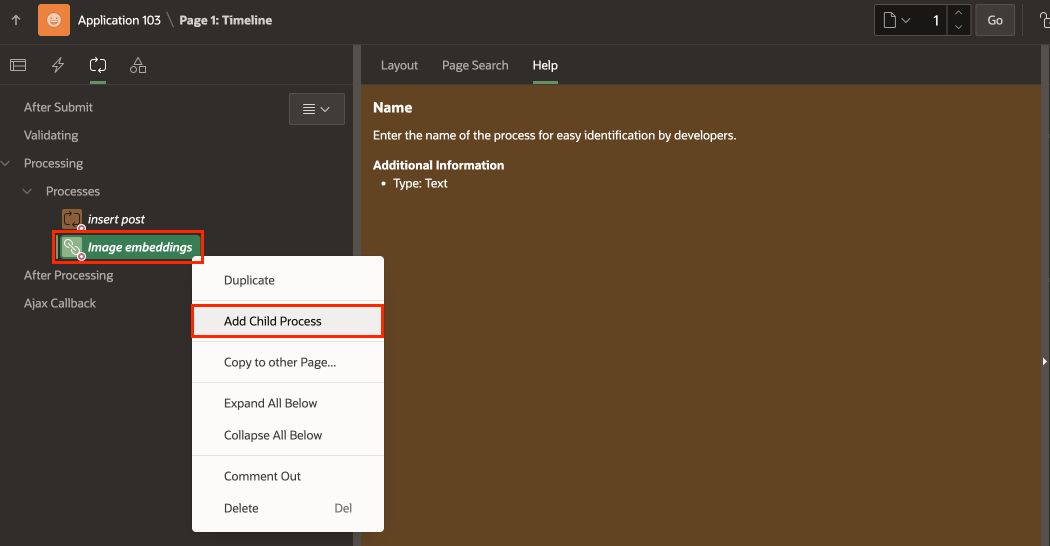 Application 103 \ Page 1: Timeline
1
Go
Layout Page Search Help
After Submit
Validating
Processing
Processes
insert post
Image embeddings
After Processing
Ajax Callback
Duplicate
Add Child Process
Copy to other Page...
Expand All Below
Collapse All Below
Comment Out
Delete Del
Name
Enter the name of the process for easy identification by developers.
Additional Information
• Type: Text